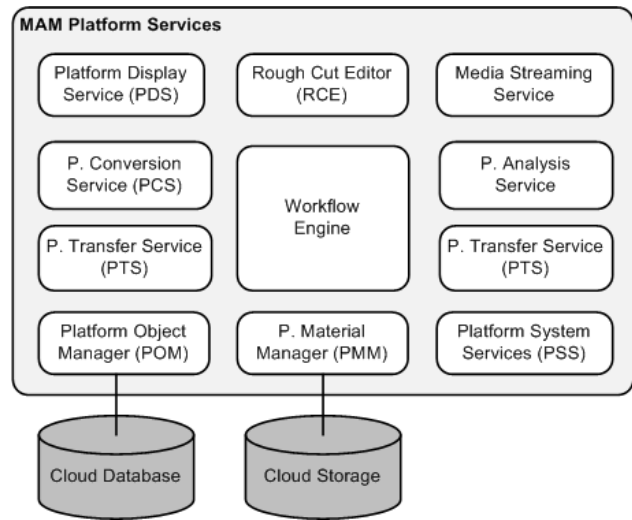 MAM Platform Services
Platform Display
Service (PDS)
Rough Cut Editor
(RCE)
Media Streaming
Service
P. Conversion
Service (PCS)
Workflow
Engine
P. Analysis
Service
P. Transfer Service
(PTS)
P. Transfer Service
(PTS)
Platform Object
Manager (POM)
P. Material
Manager (PMM)
Platform System
Services (PSS)
Cloud Database
Cloud Storage